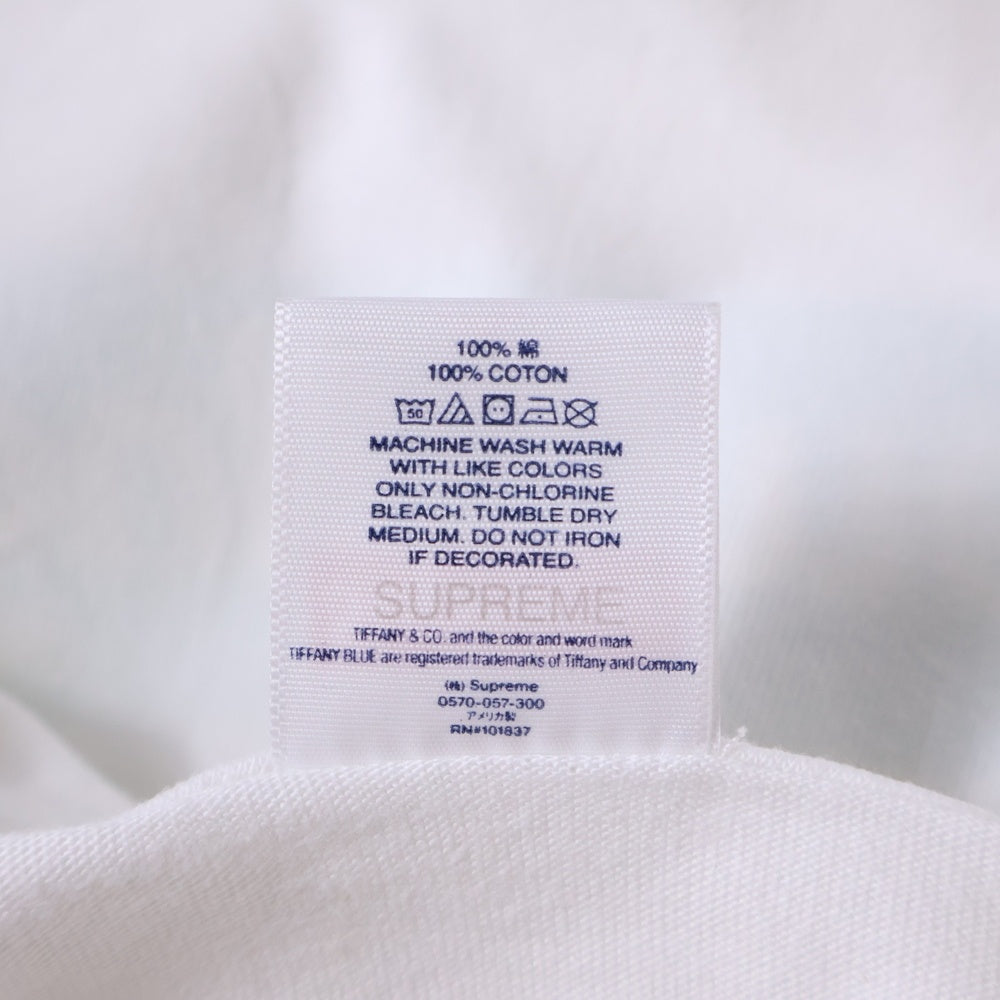 100% 綿
100% COTON
50
MACHINE WASH WARM
WITH LIKE COLORS
ONLY NON-CHLORINE
BLEACH. TUMBLE DRY
MEDIUM. DO NOT IRON
IF DECORATED.
SUPREME
TIFFANY & CO. and the color and word mark
TIFFANY BLUE are registered trademarks of Tiffany and Company
(株) Supreme
0570-057-300
アメリカ製
RN#101837